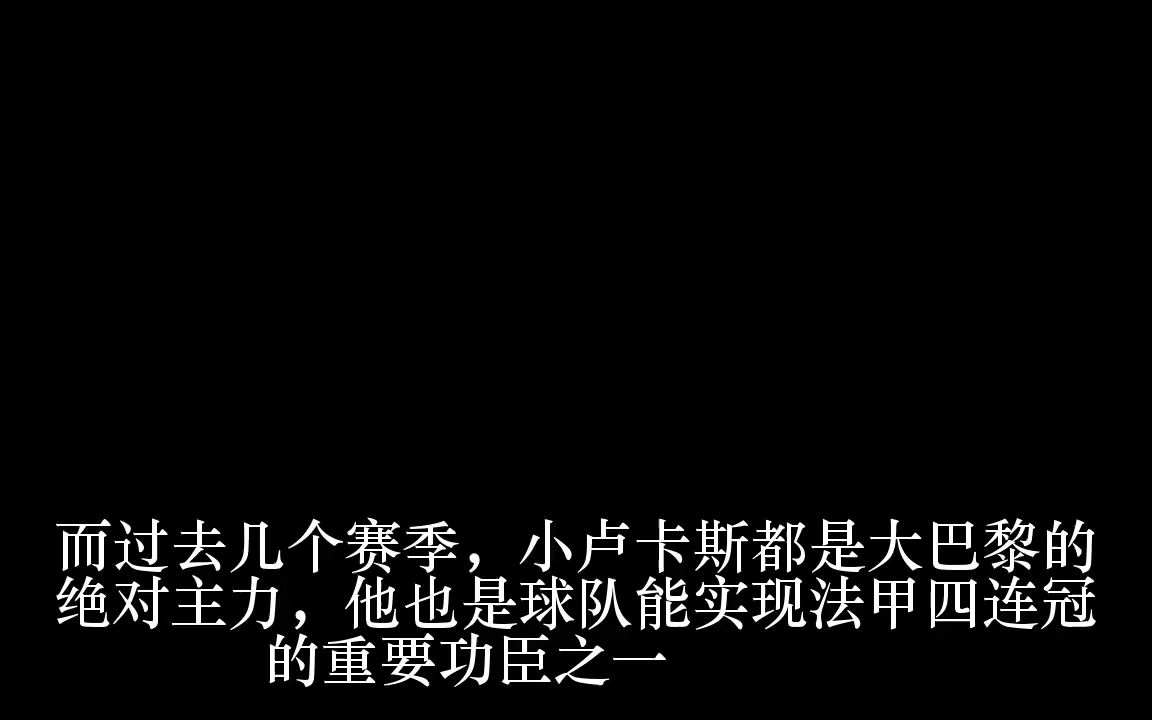 而过去几个赛季，小卢卡斯都是大巴黎的
绝对主力，他也是球队能实现法甲四连冠
的重要功臣之一